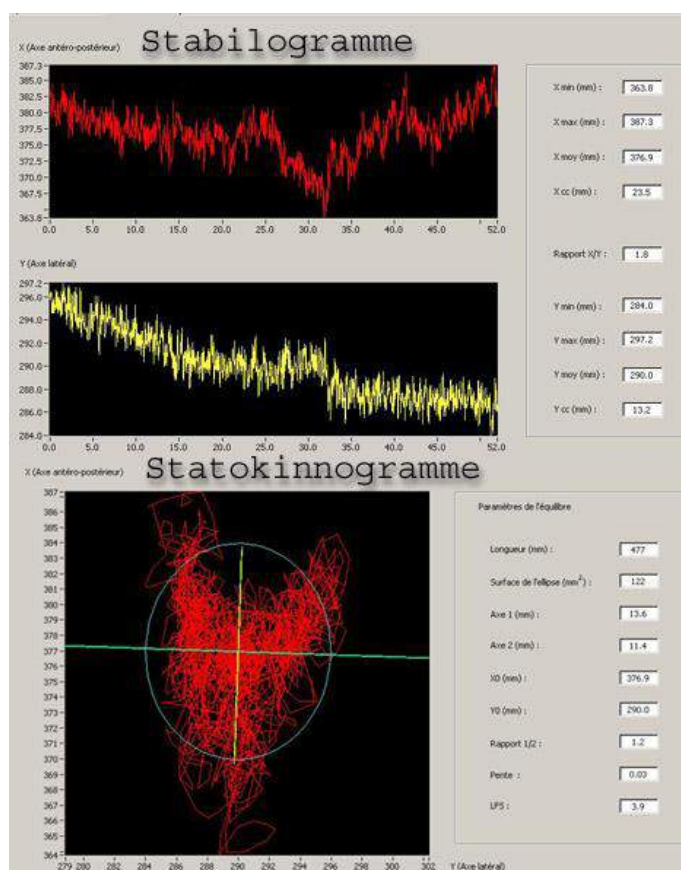 Stabilogramme
X (Axe antéro-postérieur)
387.3
385.0
382.5
380.0
377.5
375.0
372.5
370.0
367.5
363.8
0.0 5.0 10.0 15.0 20.0 25.0 30.0 35.0 40.0 45.0 52.0
X min (mm) : 363.8
X max (mm) : 387.3
X moy (mm) : 376.9
X cc (mm) : 23.5
Rapport X/Y : 1.8
Y (Axe latéral)
297.2
296.0
294.0
292.0
290.0
288.0
286.0
284.0
0.0 5.0 10.0 15.0 20.0 25.0 30.0 35.0 40.0 45.0 52.0
Y min (mm) : 284.0
Y max (mm) : 297.2
Y moy (mm) : 290.0
Y cc (mm) : 13.2
Statokinnogramme
X (Axe antéro-postérieur)
387
386
385
384
383
382
381
380
379
378
377
376
375
374
373
372
371
370
369
368
367
366
365
364
279 280 282 284 286 288 290 292 294 296 298 300 302
Y (Axe latéral)
Paramètres de l'équilibre
Longueur (mm) : 477
Surface de l'ellipse (mm²) : 122
Axe 1 (mm) : 13.6
Axe 2 (mm) : 11.4
X0 (mm) : 376.9
Y0 (mm) : 290.0
Rapport 1/2 : 1.2
Pente : 0.03
LFS : 3.9